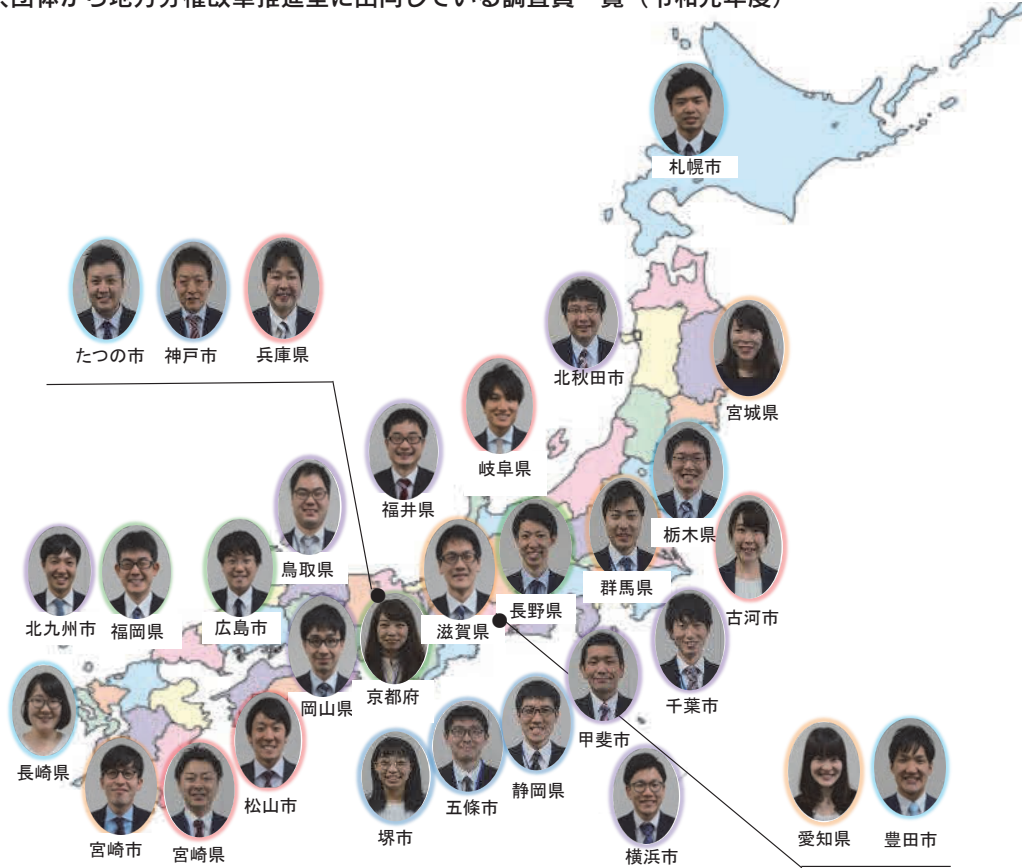 団体から地方分権改革推進室に出向している調査員一覧（令和元年度）
札幌市
たつの市 神戸市 兵庫県
北秋田市
宮城県
岐阜県
福井県
栃木県
鳥取県
群馬県
長野県
古河市
北九州市 福岡県 広島市 滋賀県
京都府
岡山県
千葉市
甲斐市
長崎県
静岡県
松山市
五條市
堺市
愛知県 豊田市
宮崎市 宮崎県
横浜市